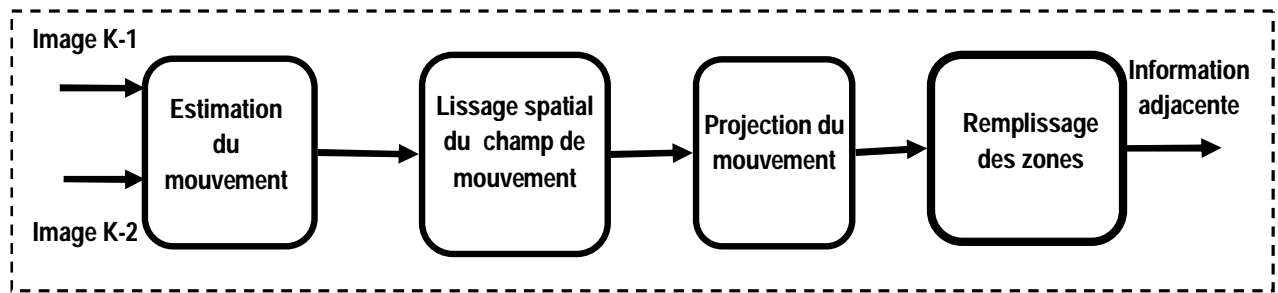 Image K-1
Image K-2
Estimation
du
mouvement
Lissage spatial
du champ de
mouvement
Projection du
mouvement
Remplissage
des zones
Information
adjacente